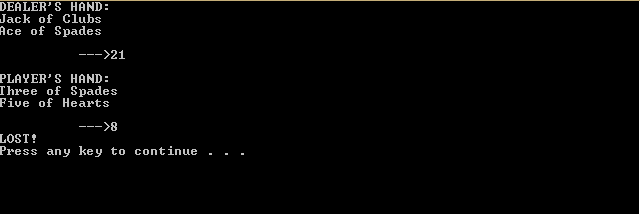 DEALER'S HAND:
Jack of Clubs
Ace of Spades
--->21
PLAYER'S HAND:
Three of Spades
Five of Hearts
--->8
LOST!
Press any key to continue . . .